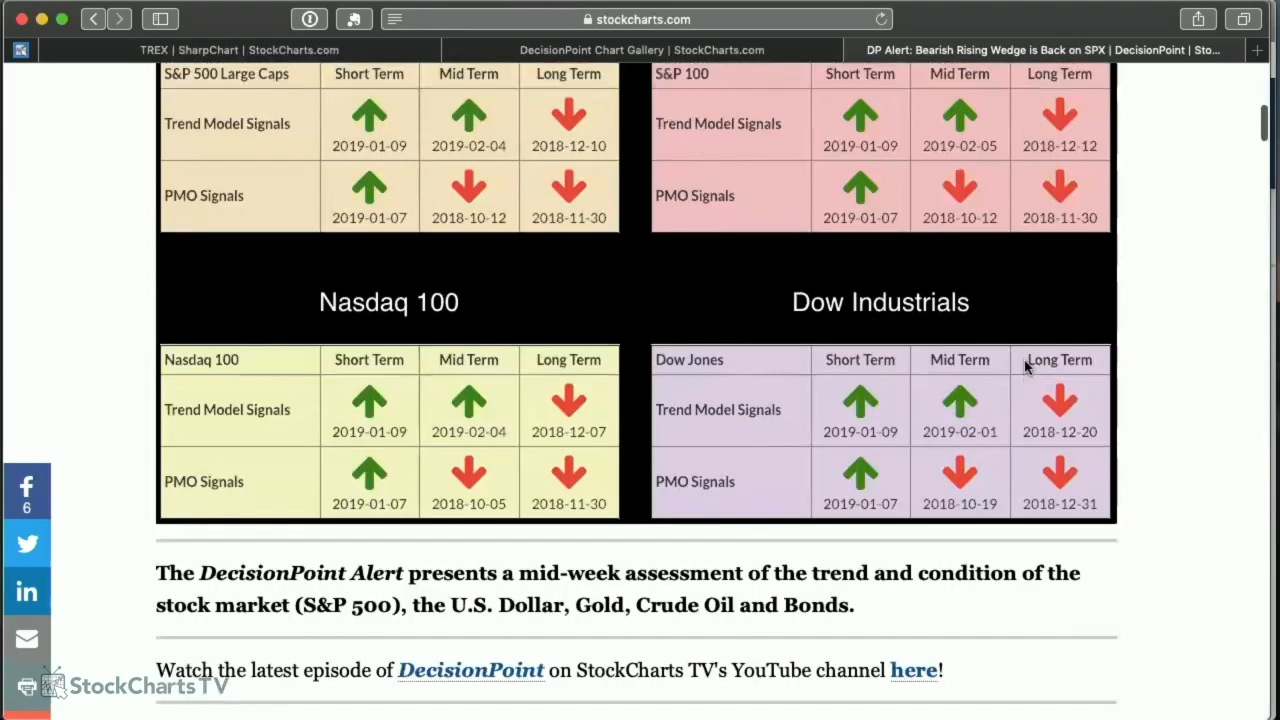 stockcharts.com
TREX | SharpChart | StockCharts.com
DecisionPoint Chart Gallery | StockCharts.com
DP Alert: Bearish Rising Wedge is Back on SPX | DecisionPoint | Sto...
S&P 500 Large Caps Short Term Mid Term Long Term
Trend Model Signals
2019-01-09 2019-02-04 2018-12-10
PMO Signals
2019-01-07 2018-10-12 2018-11-30
S&P 100 Short Term Mid Term Long Term
Trend Model Signals
2019-01-09 2019-02-05 2018-12-12
PMO Signals
2019-01-07 2018-10-12 2018-11-30
Nasdaq 100
Nasdaq 100 Short Term Mid Term Long Term
Trend Model Signals
2019-01-09 2019-02-04 2018-12-07
PMO Signals
2019-01-07 2018-10-05 2018-11-30
Dow Industrials
Dow Jones Short Term Mid Term Long Term
Trend Model Signals
2019-01-09 2019-02-01 2018-12-20
PMO Signals
2019-01-07 2018-10-19 2018-12-31
6
The DecisionPoint Alert presents a mid-week assessment of the trend and condition of the
stock market (S&P 500), the U.S. Dollar, Gold, Crude Oil and Bonds.
Watch the latest episode of DecisionPoint on StockCharts TV's YouTube channel here!
StockCharts TV